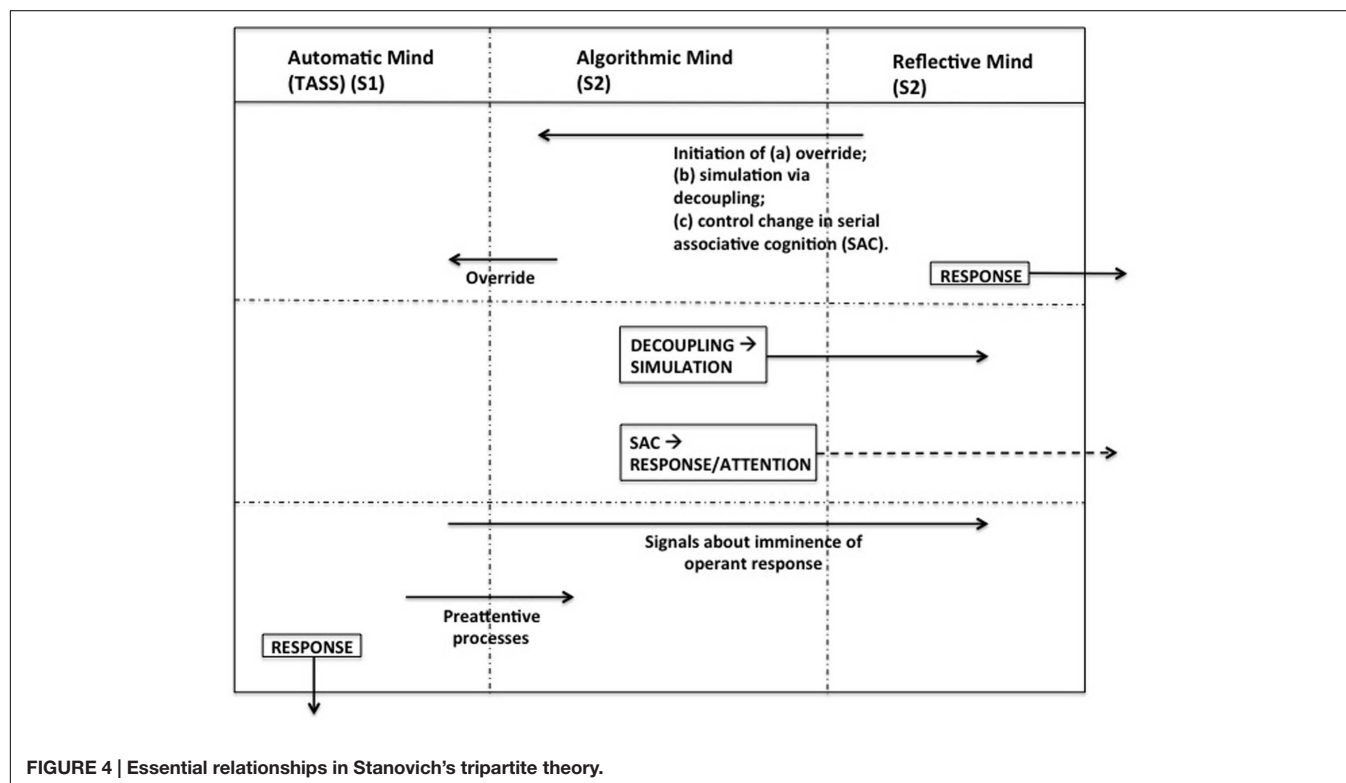 Automatic Mind
(TASS) (S1)
Algorithmic Mind
(S2)
Reflective Mind
(S2)
Initiation of (a) override;
(b) simulation via
decoupling;
(c) control change in serial
associative cognition (SAC).
Override
RESPONSE
DECOUPLING →
SIMULATION
SAC →
RESPONSE/ATTENTION
Signals about imminence of
operant response
Preattentive
processes
RESPONSE
FIGURE 4 | Essential relationships in Stanovich's tripartite theory.